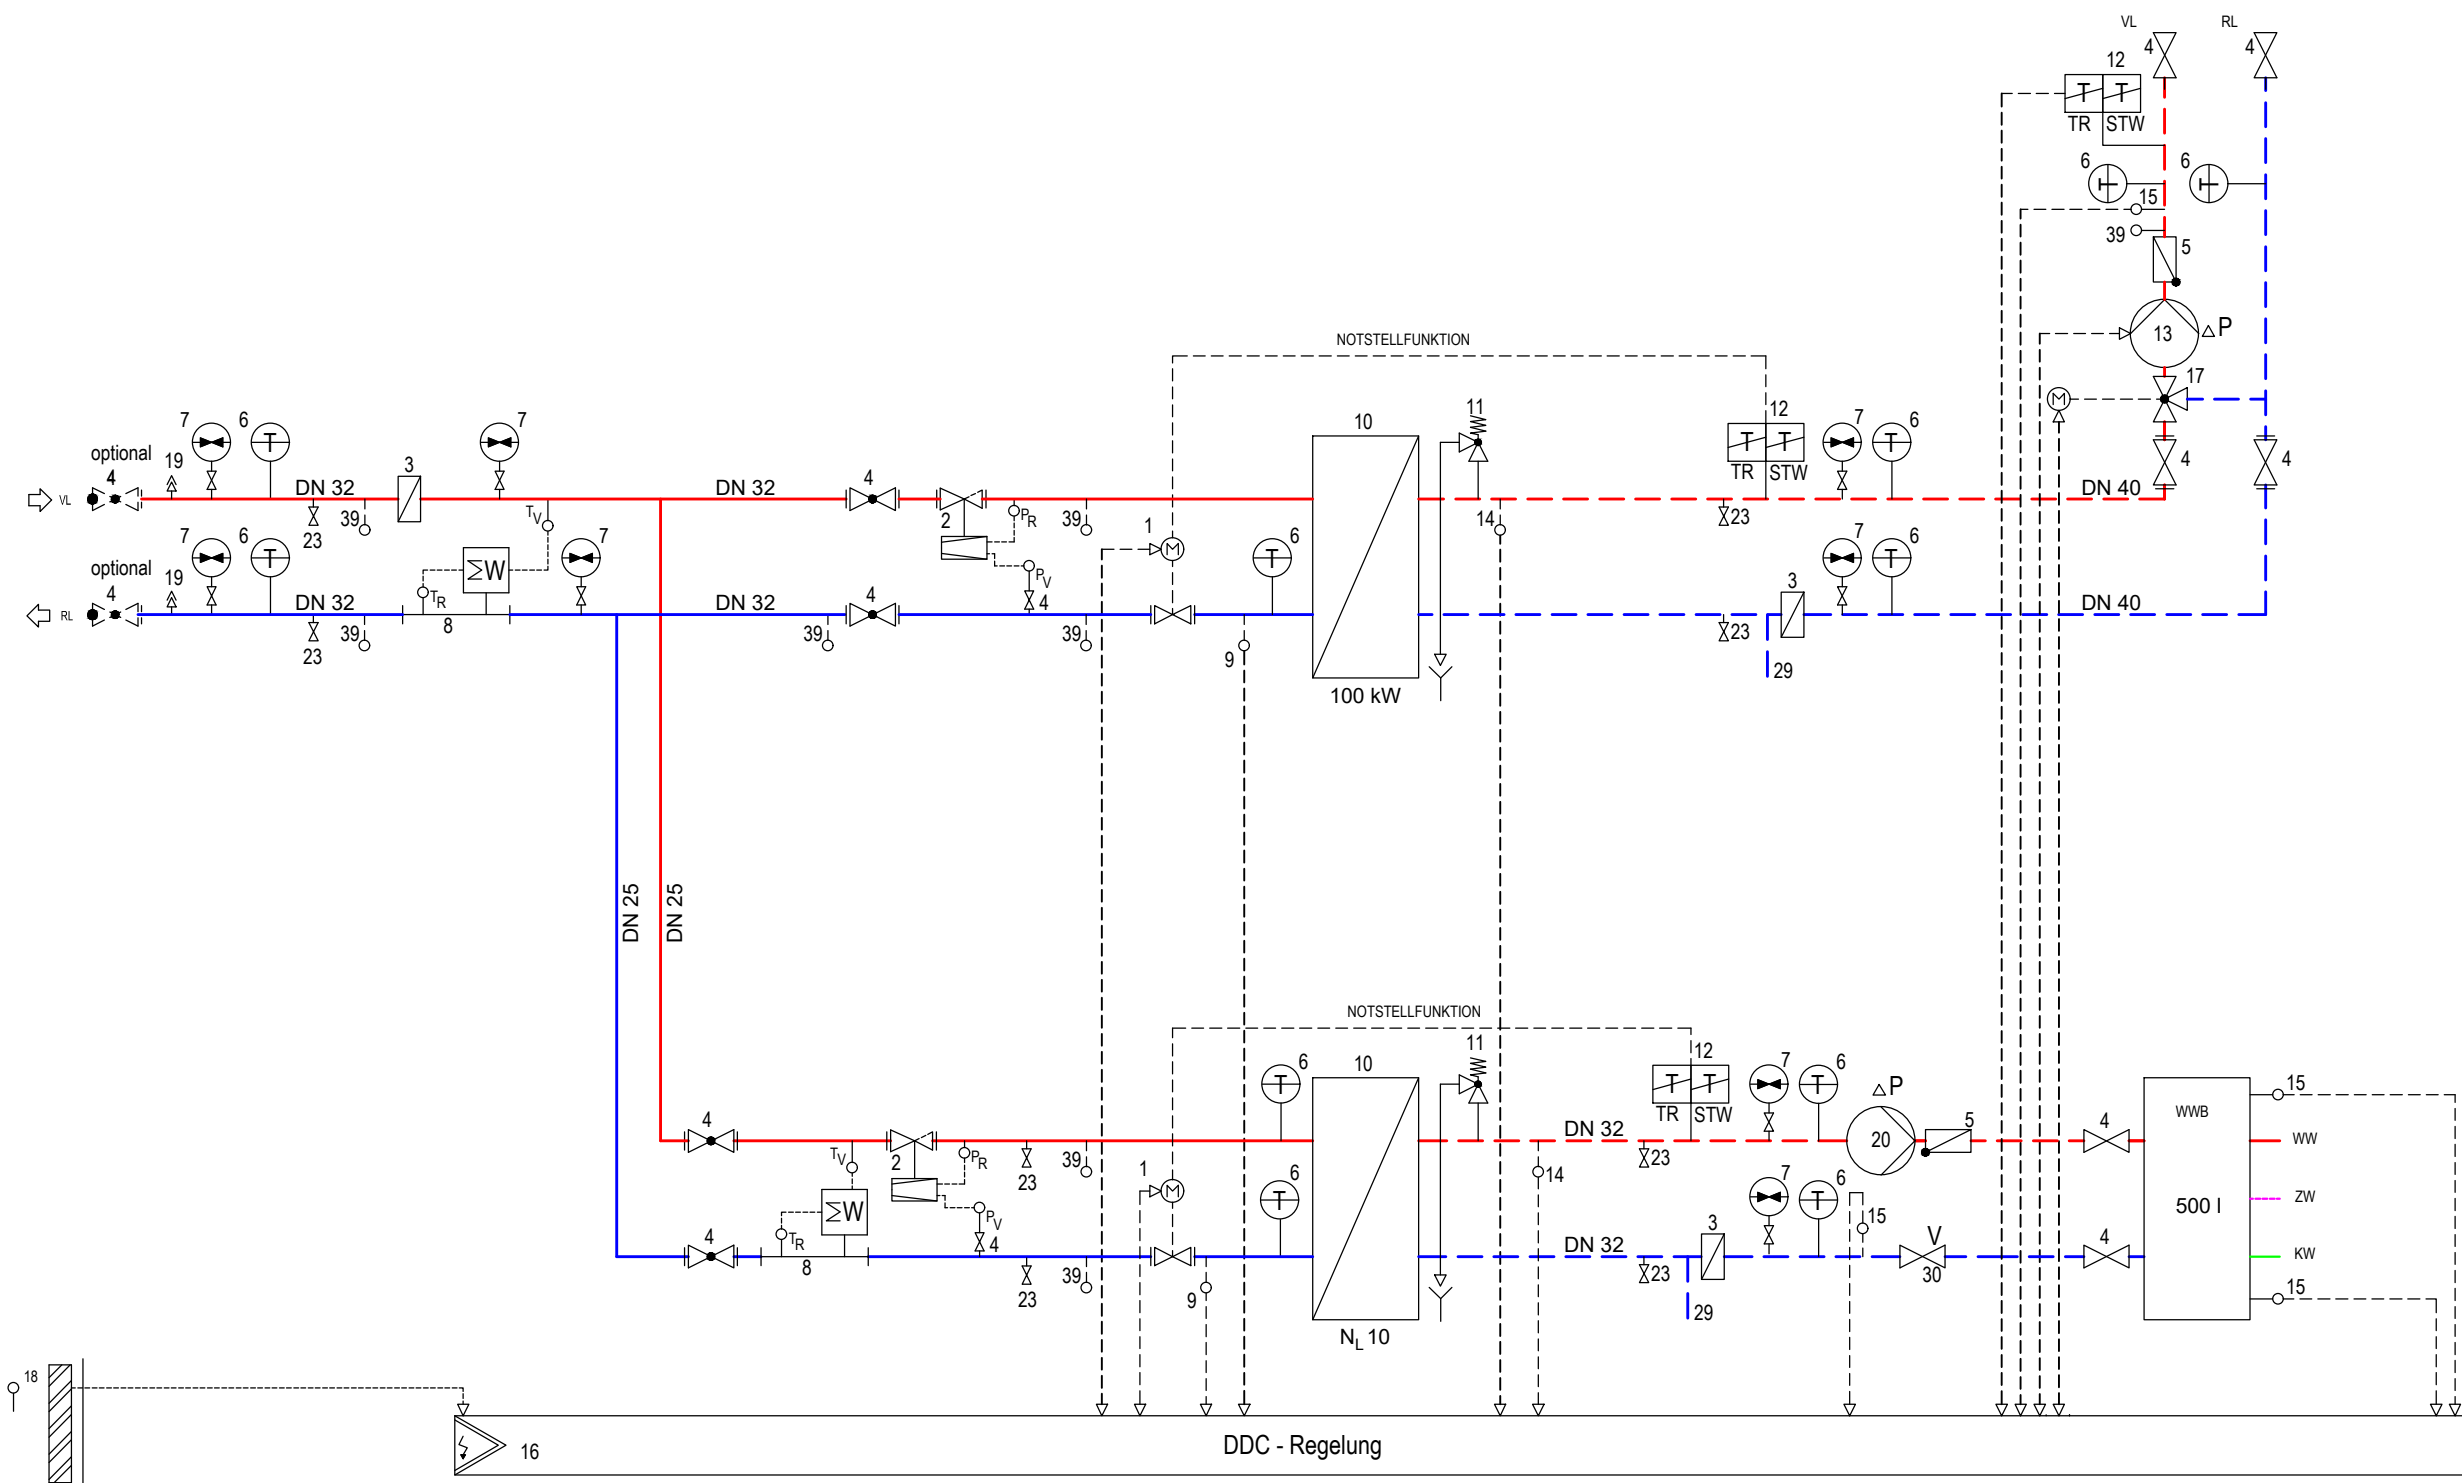 VL RL
4 4
12
T T
TR STW
6 6
T T
15
39
5
NOTSTELLFUNKTION
13 △P
17
M
7 6 7 10 11 12 7 6
optional 19 T 3 T T T
4 TR STW 4 4
VL DN 32 DN 32 4 DN 40
23 39 TV 2 PR 39 14 23
7 6 7 1 6 7 6
optional 19 T ΣW M T T
4 TR PV 3
RL DN 32 DN 32 4 4 DN 40
23 39 8 39 39 9 23
29
100 kW
DN 25 DN 25
NOTSTELLFUNKTION
6 10 11 12 7 6
T T T T △P 15
4 TR STW DN 32 20 5 4 WWB
TV 2 PR 23 39 1 14 23 WW
ΣW M 6 T 7 6 T 15
TR PV 4 3 V 4 500 l ZW
4 8 DN 32 30 KW
23 39 9 23 29 15
NL 10
18
16 DDC - Regelung